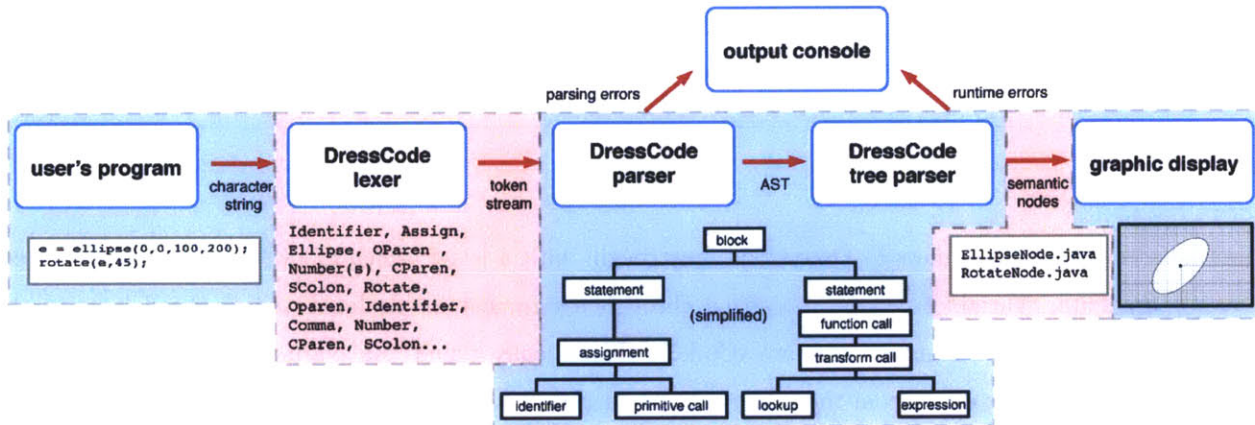 output console
parsing errors
runtime errors
user's program
character
string
DressCode
lexer
token
stream
DressCode
parser
AST
DressCode
tree parser
semantic
nodes
graphic display
e = ellipse(0,0,100,200);
rotate(e,45);
Identifier, Assign,
Ellipse, OParen ,
Number(s), CParen,
SColon, Rotate,
Oparen, Identifier,
Comma, Number,
CParen, SColon...
block
statement
statement
(simplified)
function call
assignment
transform call
identifier
primitive call
lookup
expression
EllipseNode.java
RotateNode.java